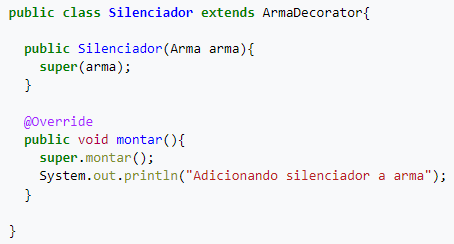 public class Silenciador extends ArmaDecorator{
public Silenciador(Arma arma){
super(arma);
}
@Override
public void montar(){
super.montar();
System.out.println("Adicionando silenciador a arma");
}
}